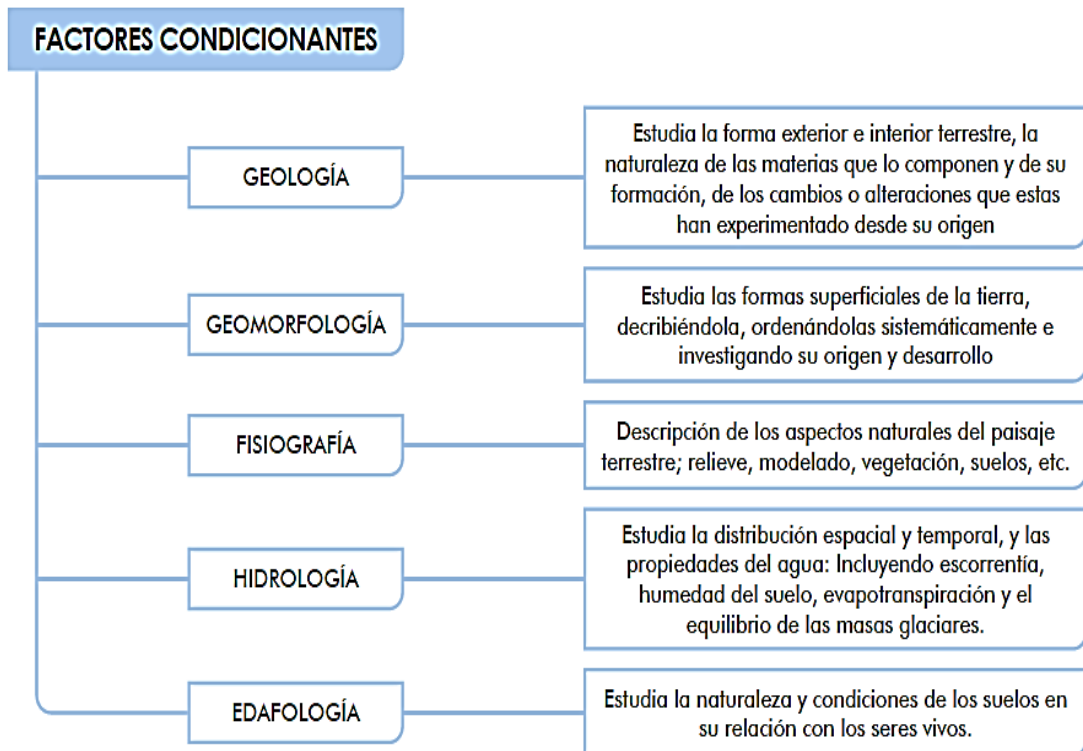 FACTORES CONDICIONANTES
GEOLOGÍA
Estudia la forma exterior e interior terrestre, la
naturaleza de las materias que lo componen y de su
formación, de los cambios o alteraciones que estas
han experimentado desde su origen
GEOMORFOLOGÍA
Estudia las formas superficiales de la tierra,
decribiéndola, ordenándolas sistemáticamente e
investigando su origen y desarrollo
FISIOGRAFÍA
Descripción de los aspectos naturales del paisaje
terrestre; relieve, modelado, vegetación, suelos, etc.
HIDROLOGÍA
Estudia la distribución espacial y temporal, y las
propiedades del agua: Incluyendo escorrentía,
humedad del suelo, evapotranspiración y el
equilibrio de las masas glaciares.
EDAFOLOGÍA
Estudia la naturaleza y condiciones de los suelos en
su relación con los seres vivos.